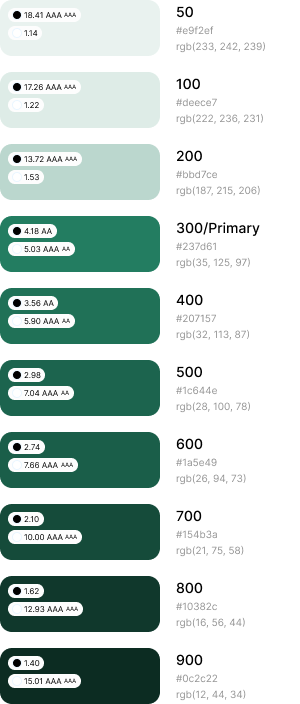 18.41 AAA AAA
1.14
50
#e9f2ef
rgb(233, 242, 239)
17.26 AAA AAA
1.22
100
#deece7
rgb(222, 236, 231)
13.72 AAA AAA
1.53
200
#bbd7ce
rgb(187, 215, 206)
4.18 AA
5.03 AAA AA
300/Primary
#237d61
rgb(35, 125, 97)
3.56 AA
5.90 AAA AA
400
#207157
rgb(32, 113, 87)
2.98
7.04 AAA AA
500
#1c644e
rgb(28, 100, 78)
2.74
7.66 AAA AAA
600
#1a5e49
rgb(26, 94, 73)
2.10
10.00 AAA AAA
700
#154b3a
rgb(21, 75, 58)
1.62
12.93 AAA AAA
800
#10382c
rgb(16, 56, 44)
1.40
15.01 AAA AAA
900
#0c2c22
rgb(12, 44, 34)